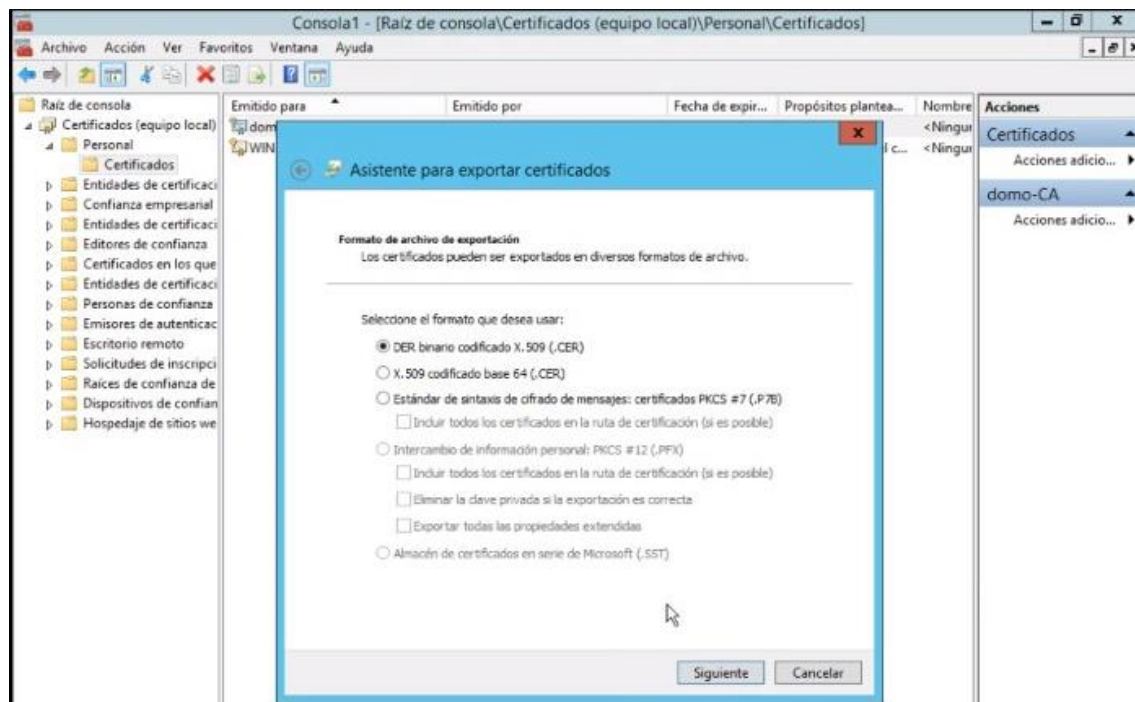 Consola1 - [Raíz de consola\Certificados (equipo local)\Personal\Certificados]
Archivo Acción Ver Favoritos Ventana Ayuda
Raíz de consola
Certificados (equipo local)
Personal
Certificados
Entidades de certificaci
Confianza empresarial
Entidades de certificaci
Editores de confianza
Certificados en los que
Entidades de certificaci
Personas de confianza
Emisores de autenticac
Escritorio remoto
Solicitudes de inscripci
Raíces de confianza de
Dispositivos de confian
Hospedaje de sitios we
Emitido para Emitido por Fecha de expir... Propósitos plantea... Nombre
dom <Ningun
WIN l c... <Ningun
Asistente para exportar certificados
Formato de archivo de exportación
Los certificados pueden ser exportados en diversos formatos de archivo.
Seleccione el formato que desea usar:
DER binario codificado X.509 (.CER)
X.509 codificado base 64 (.CER)
Estándar de sintaxis de cifrado de mensajes: certificados PKCS #7 (.P7B)
Incluir todos los certificados en la ruta de certificación (si es posible)
Intercambio de información personal: PKCS #12 (.PFX)
Incluir todos los certificados en la ruta de certificación (si es posible)
Eliminar la clave privada si la exportación es correcta
Exportar todas las propiedades extendidas
Almacén de certificados en serie de Microsoft (.SST)
Siguiente Cancelar
Acciones
Certificados
Acciones adicio...
domo-CA
Acciones adicio...